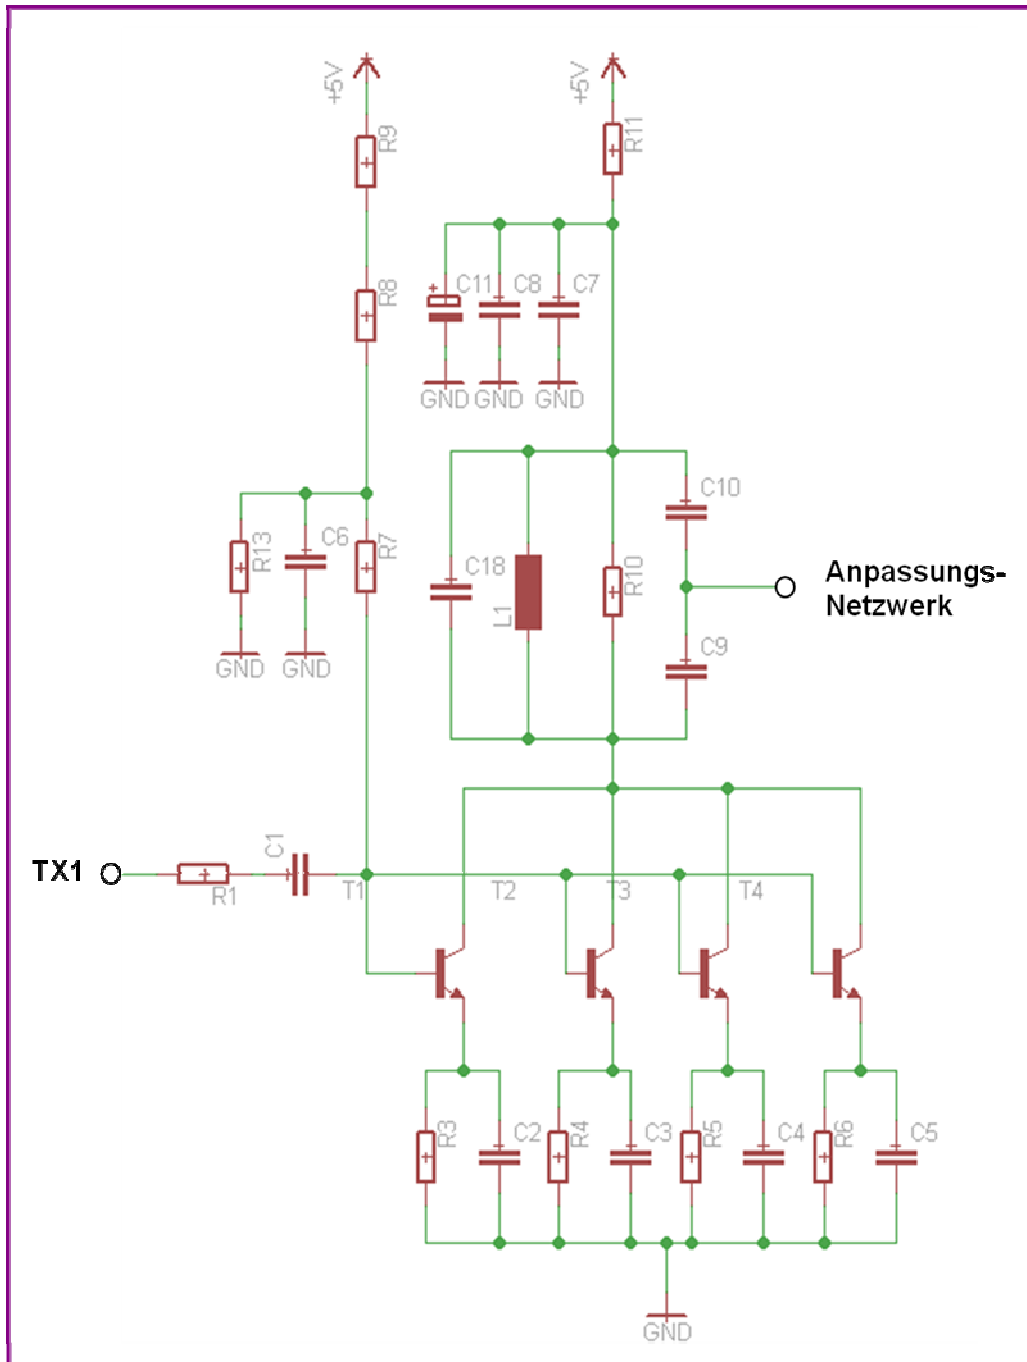 +5V
+5V
R9
R11
R8
C11
C8
C7
GND
GND
GND
C10
R13
C6
R7
C18
L1
R10
Anpassungs-
Netzwerk
C9
GND
GND
TX1
R1
C1
T1
T2
T3
T4
R3
C2
R4
C3
R5
C4
R6
C5
GND